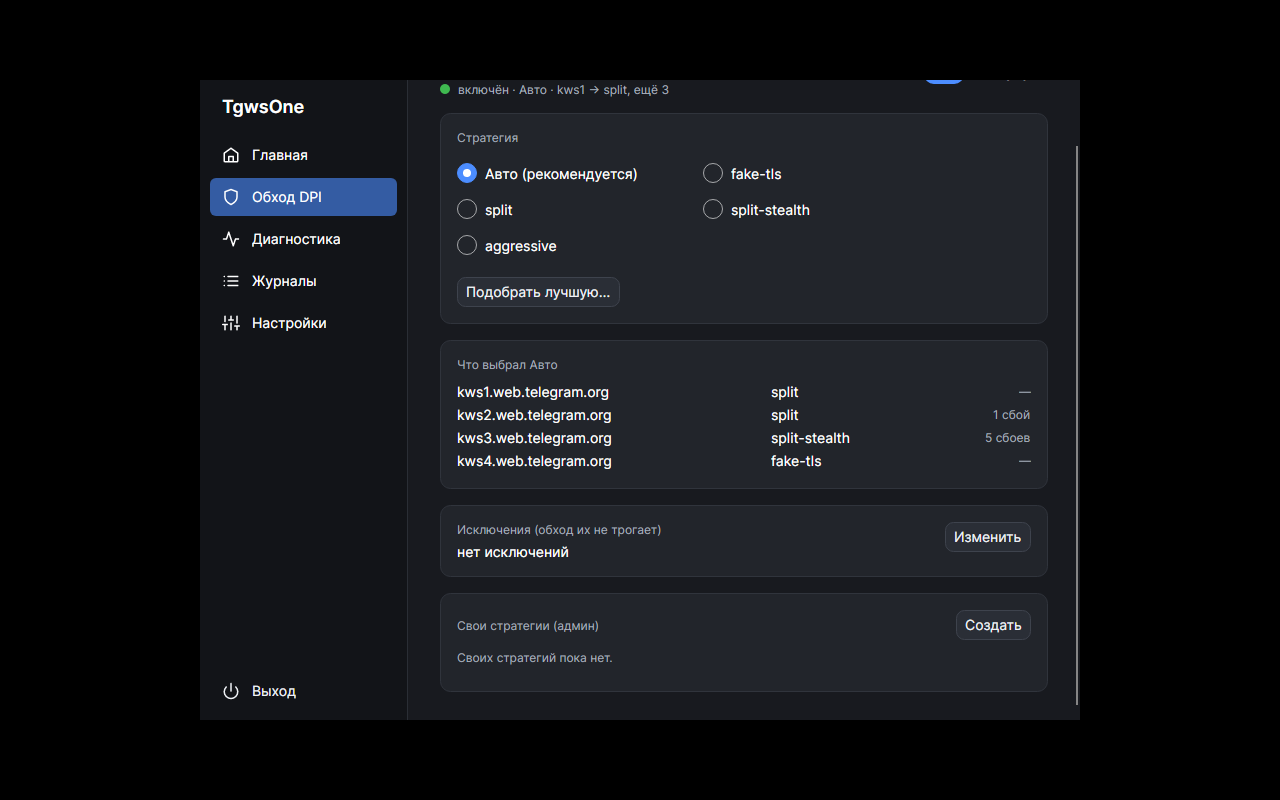 TgwsOne
Главная
Обход DPI
Диагностика
Журналы
Настройки
Выход
включён · Авто · kws1 → split, ещё 3
Стратегия
Авто (рекомендуется)
fake-tls
split
split-stealth
aggressive
Подобрать лучшую...
Что выбрал Авто
kws1.web.telegram.org split —
kws2.web.telegram.org split 1 сбой
kws3.web.telegram.org split-stealth 5 сбоев
kws4.web.telegram.org fake-tls —
Исключения (обход их не трогает)
нет исключений
Изменить
Свои стратегии (админ)
Создать
Своих стратегий пока нет.